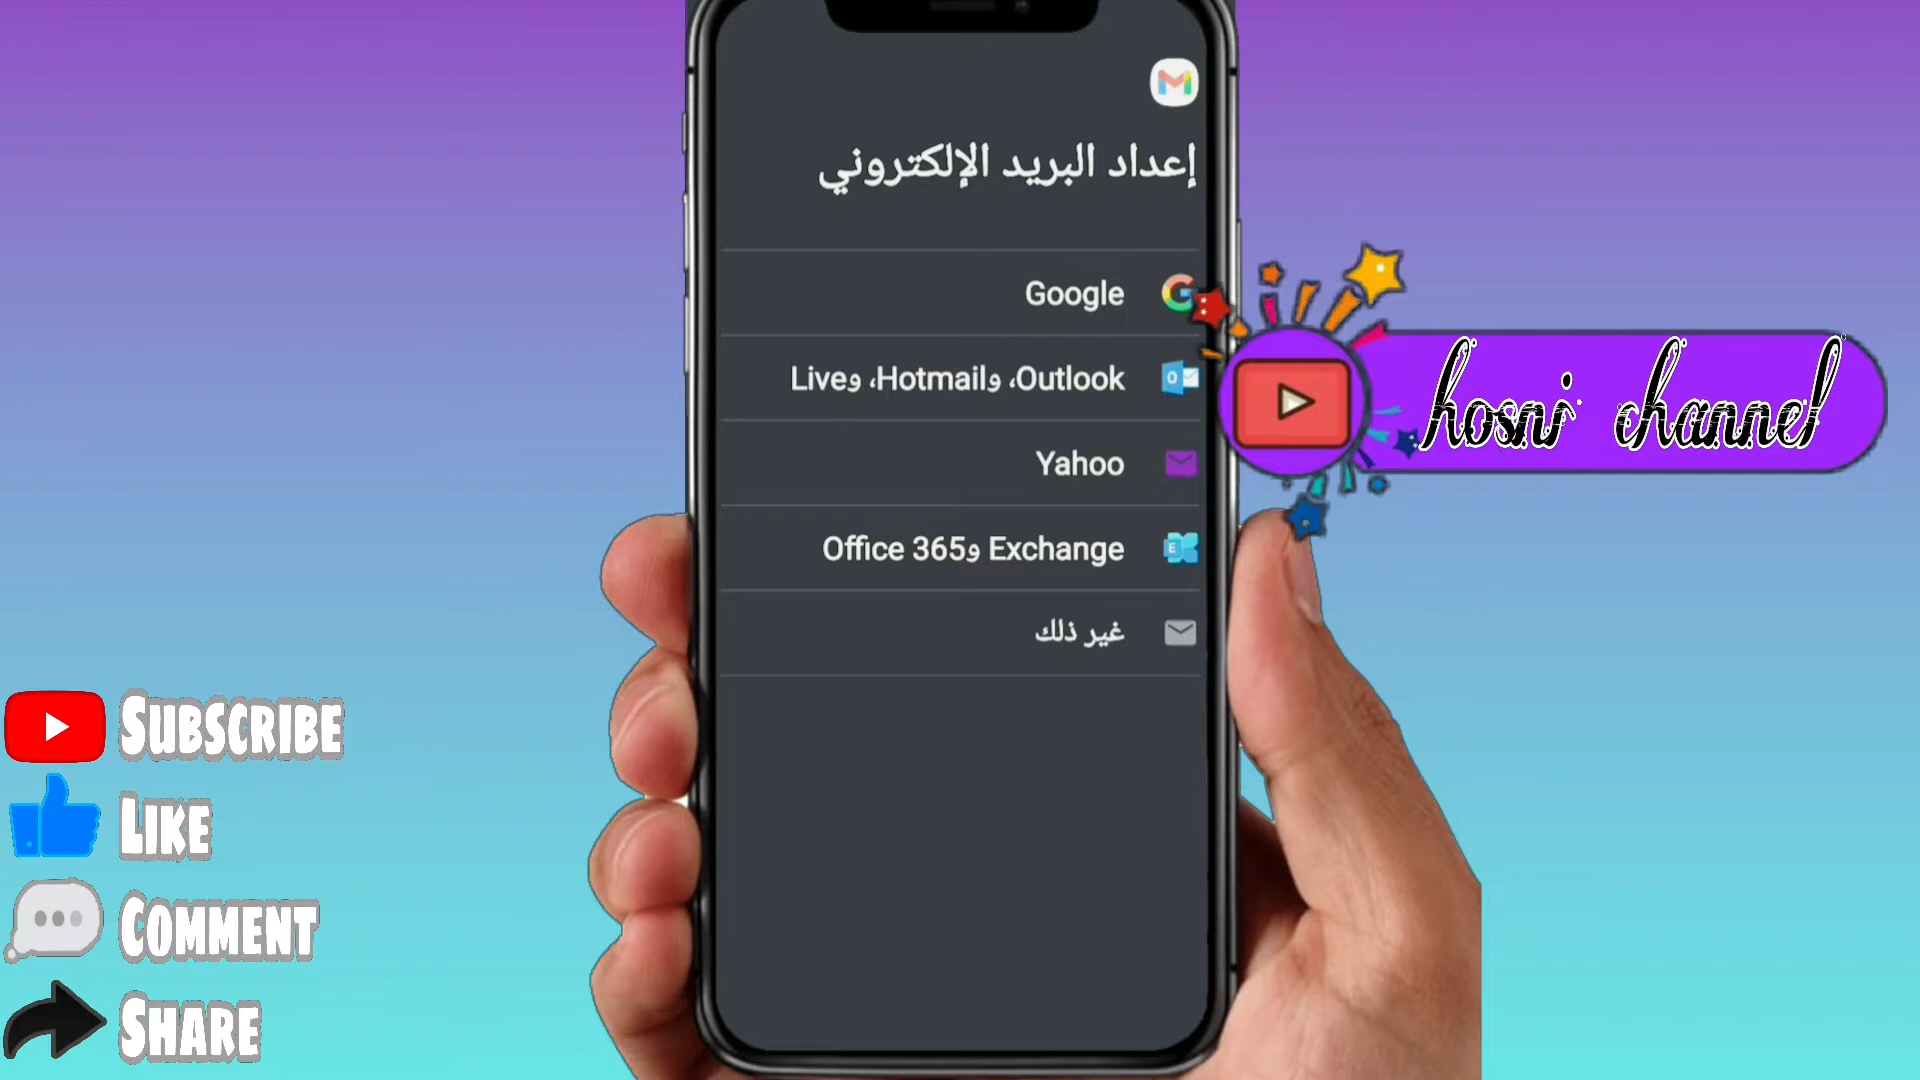 إعداد البريد الإلكتروني
Google
Outlook، وHotmail، وLive
Yahoo
Exchange وOffice 365
غير ذلك
hosni channel
SUBSCRIBE
LIKE
COMMENT
SHARE